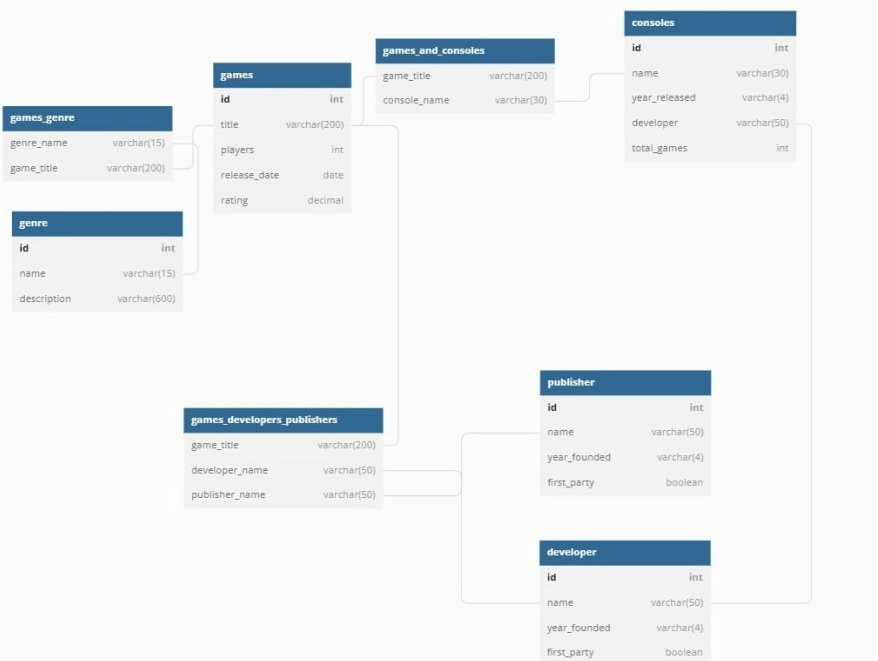 games_genre
genre_name varchar(15)
game_title varchar(200)
genre
id int
name varchar(15)
description varchar(600)
games
id int
title varchar(200)
players int
release_date date
rating decimal
games_and_consoles
game_title varchar(200)
console_name varchar(30)
consoles
id int
name varchar(30)
year_released varchar(4)
developer varchar(50)
total_games int
games_developers_publishers
game_title varchar(200)
developer_name varchar(50)
publisher_name varchar(50)
publisher
id int
name varchar(50)
year_founded varchar(4)
first_party boolean
developer
id int
name varchar(50)
year_founded varchar(4)
first_party boolean